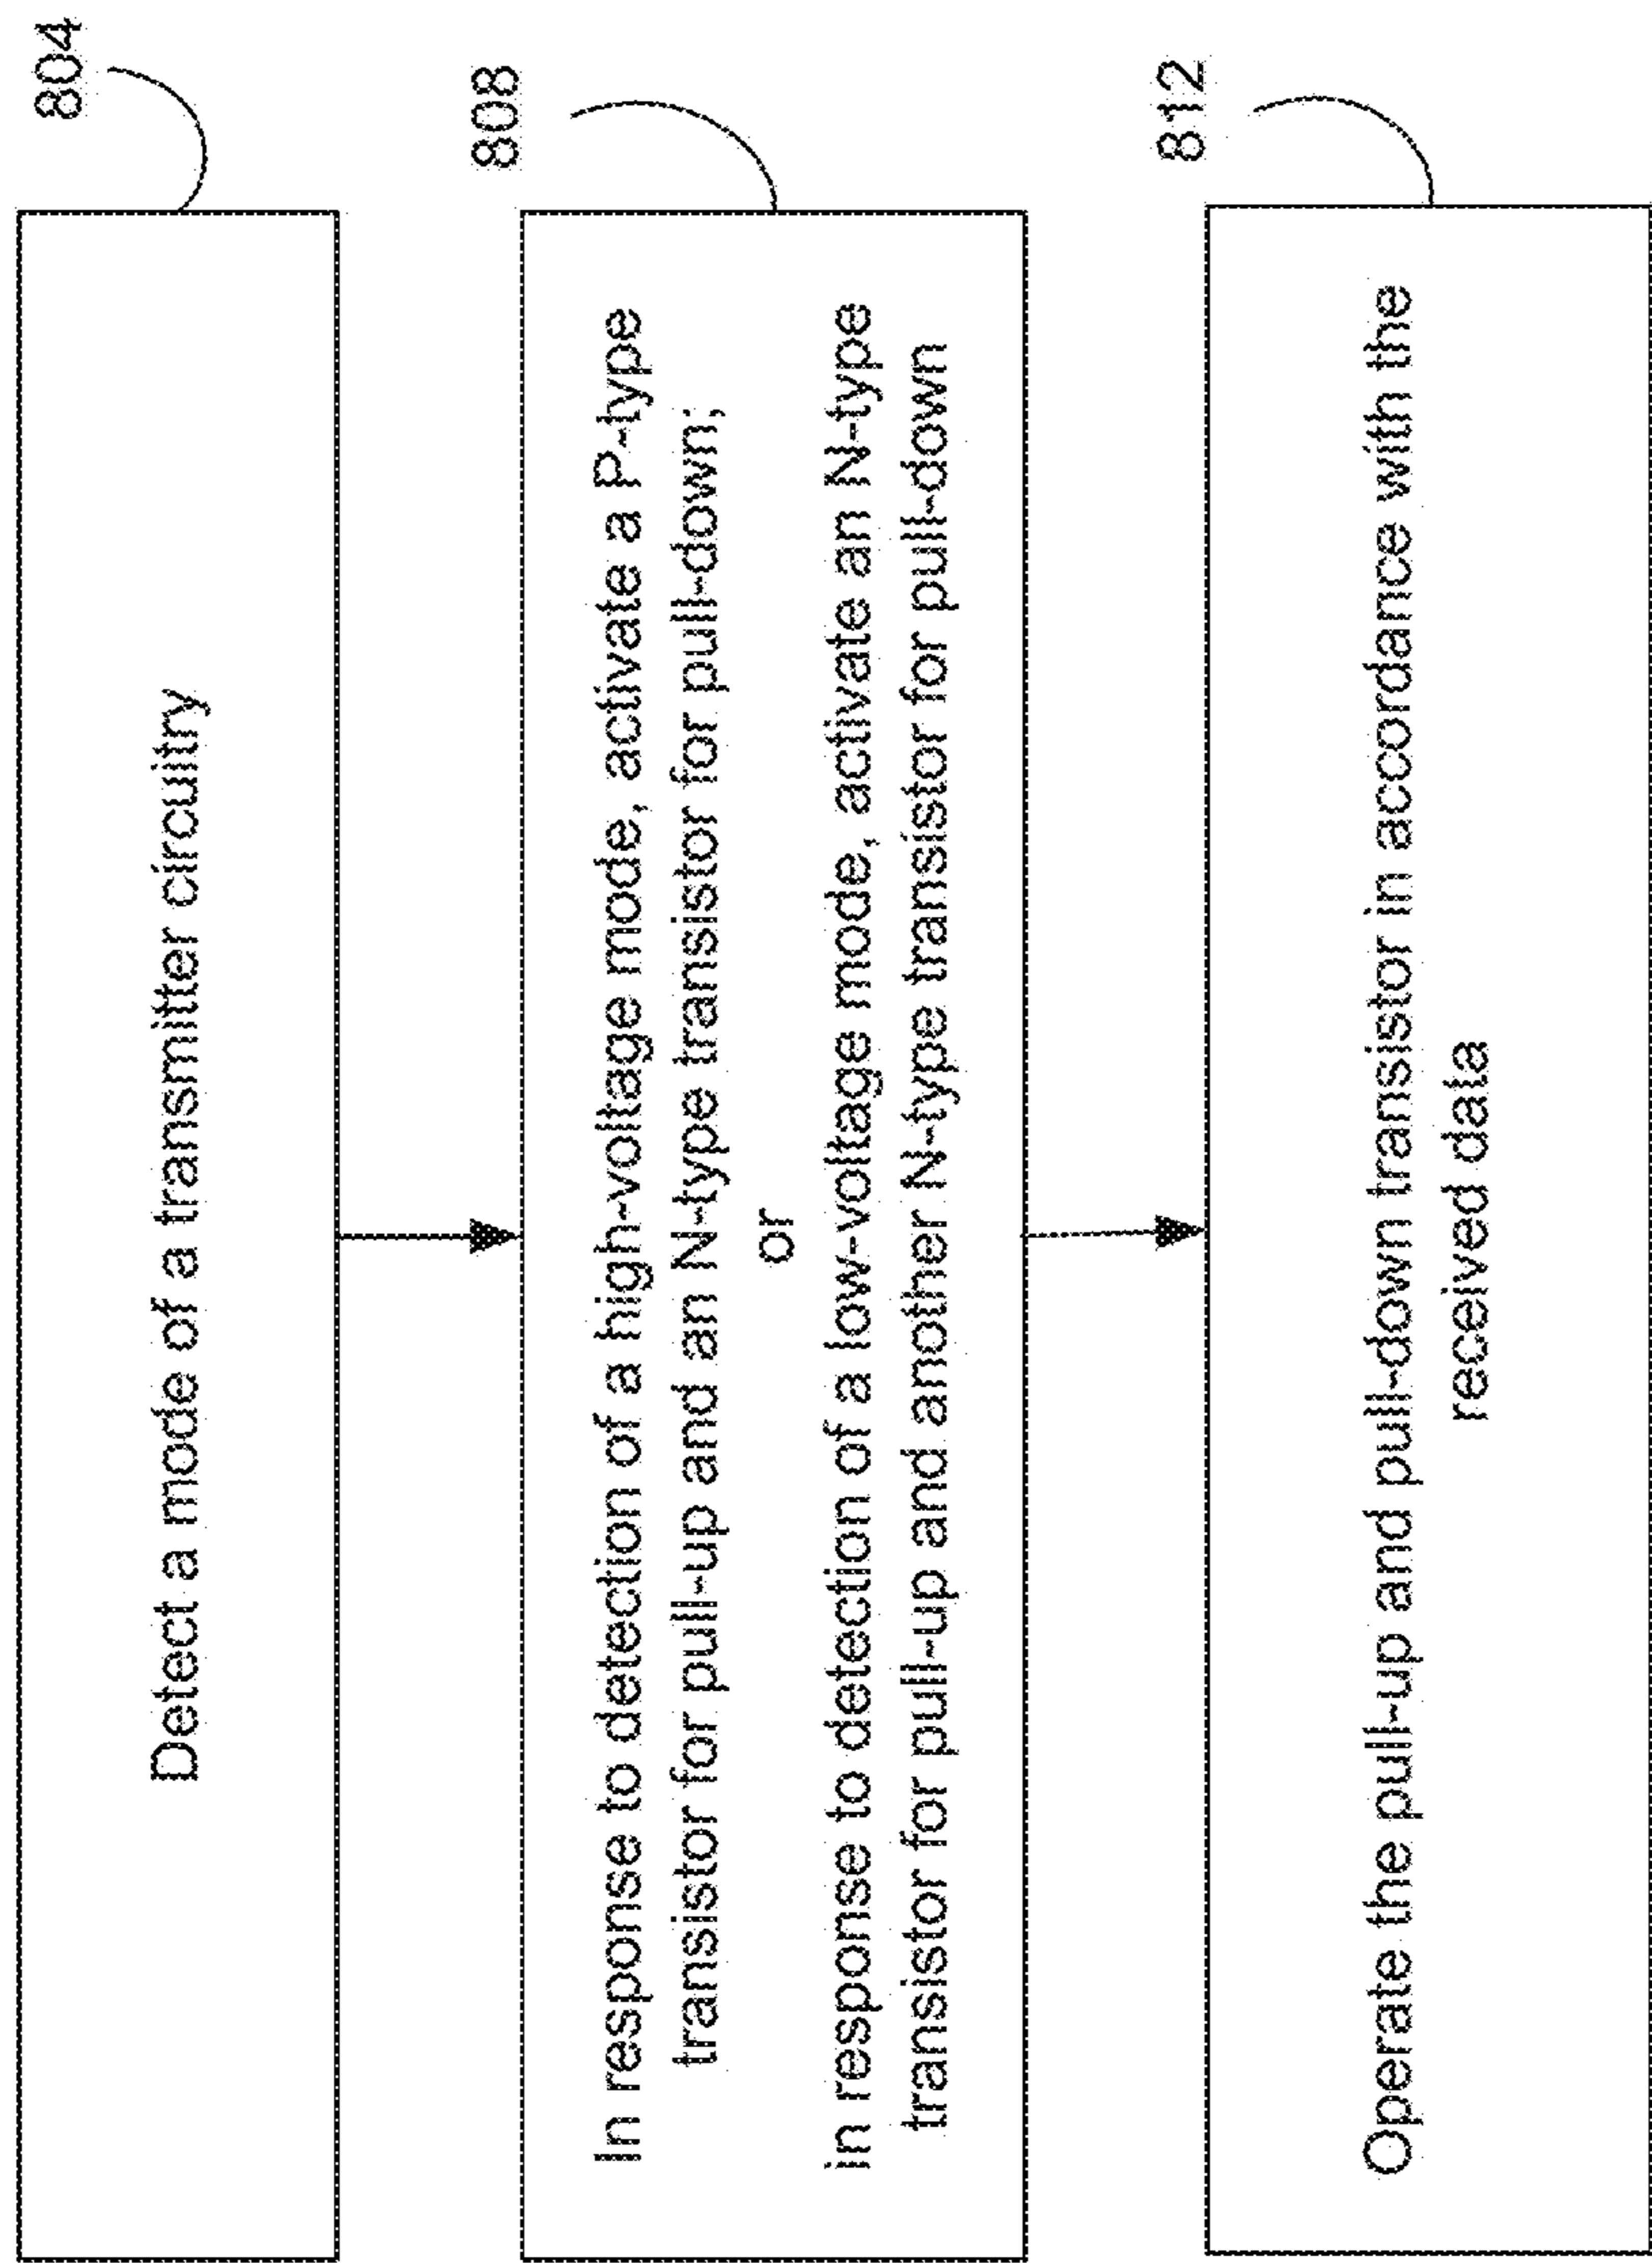 804
Detect a mode of a transmitter circuitry
808
In response to detection of a high-voltage mode, activate a P-type
transistor for pull-up and an N-type transistor for pull-down;
or
in response to detection of a low-voltage mode, activate an N-type
transistor for pull-up and another N-type transistor for pull-down
812
Operate the pull-up and pull-down transistor in accordance with the
received data